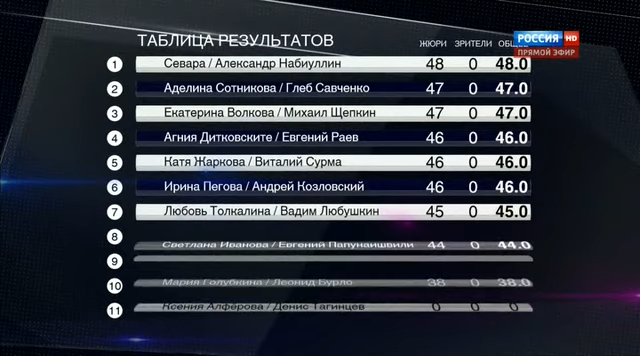 РОССИЯ HD
ПРЯМОЙ ЭФИР
ТАБЛИЦА РЕЗУЛЬТАТОВ ЖЮРИ ЗРИТЕЛИ
1 Севара / Александр Набиуллин 48 0 48.0
2 Аделина Сотникова / Глеб Савченко 47 0 47.0
3 Екатерина Волкова / Михаил Щепкин 47 0 47.0
4 Агния Дитковските / Евгений Раев 46 0 46.0
5 Катя Жаркова / Виталий Сурма 46 0 46.0
6 Ирина Пегова / Андрей Козловский 46 0 46.0
7 Любовь Толкалина / Вадим Любушкин 45 0 45.0
8 Светлана Иванова / Евгений Папунаишвили 44 0 44.0
9
10 Мария Голубкина / Леонид Бурло 38 0 38.0
11 Ксения Алфёрова / Денис Тагинцев 0 0 0